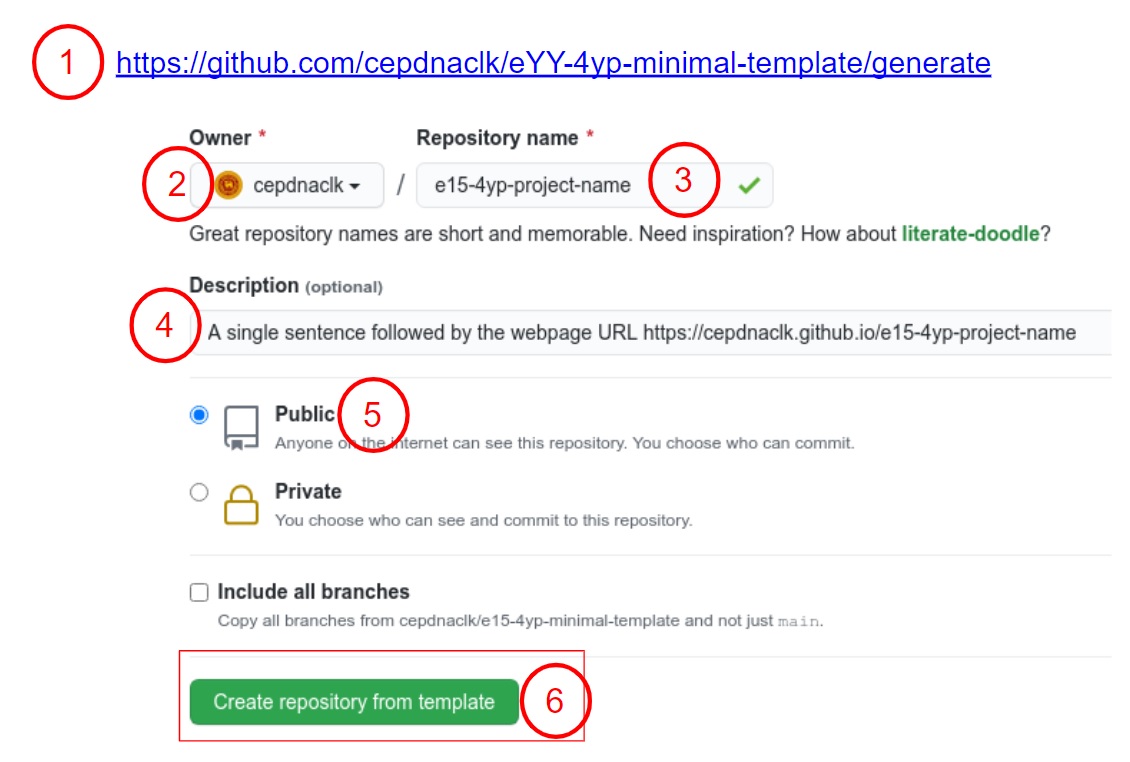 1 https://github.com/cepdnaclk/eYY-4yp-minimal-template/generate
Owner * Repository name *
2 cepdnaclk / e15-4yp-project-name 3
Great repository names are short and memorable. Need inspiration? How about literate-doodle?
Description (optional)
4 A single sentence followed by the webpage URL https://cepdnaclk.github.io/e15-4yp-project-name
Public 5
Anyone on the internet can see this repository. You choose who can commit.
Private
You choose who can see and commit to this repository.
Include all branches
Copy all branches from cepdnaclk/e15-4yp-minimal-template and not just main.
Create repository from template 6